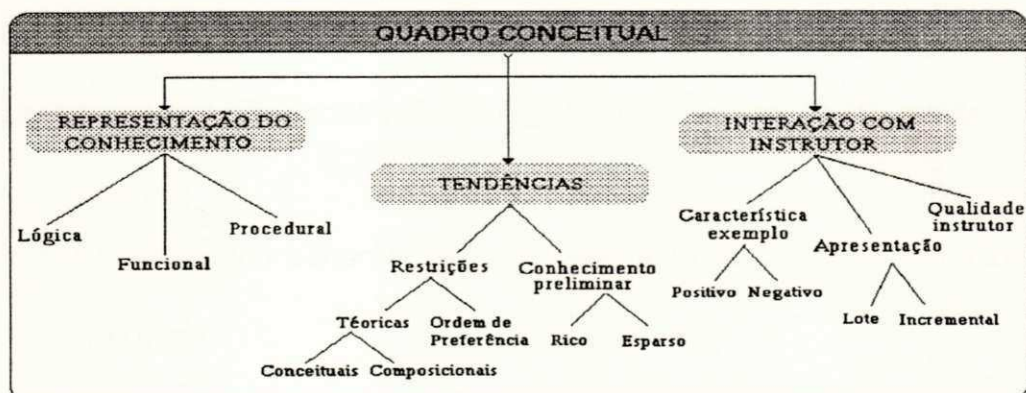 QUADRO CONCEITUAL
REPRESENTAÇÃO DO
CONHECIMENTO
Lógica
Funcional
Procedural
TENDÊNCIAS
Restrições
Téoricas
Conceituais
Composicionais
Ordem de
Preferência
Conhecimento
preliminar
Rico
Esparso
INTERAÇÃO COM
INSTRUTOR
Característica
exemplo
Positivo
Negativo
Apresentação
Lote
Incremental
Qualidade
instrutor